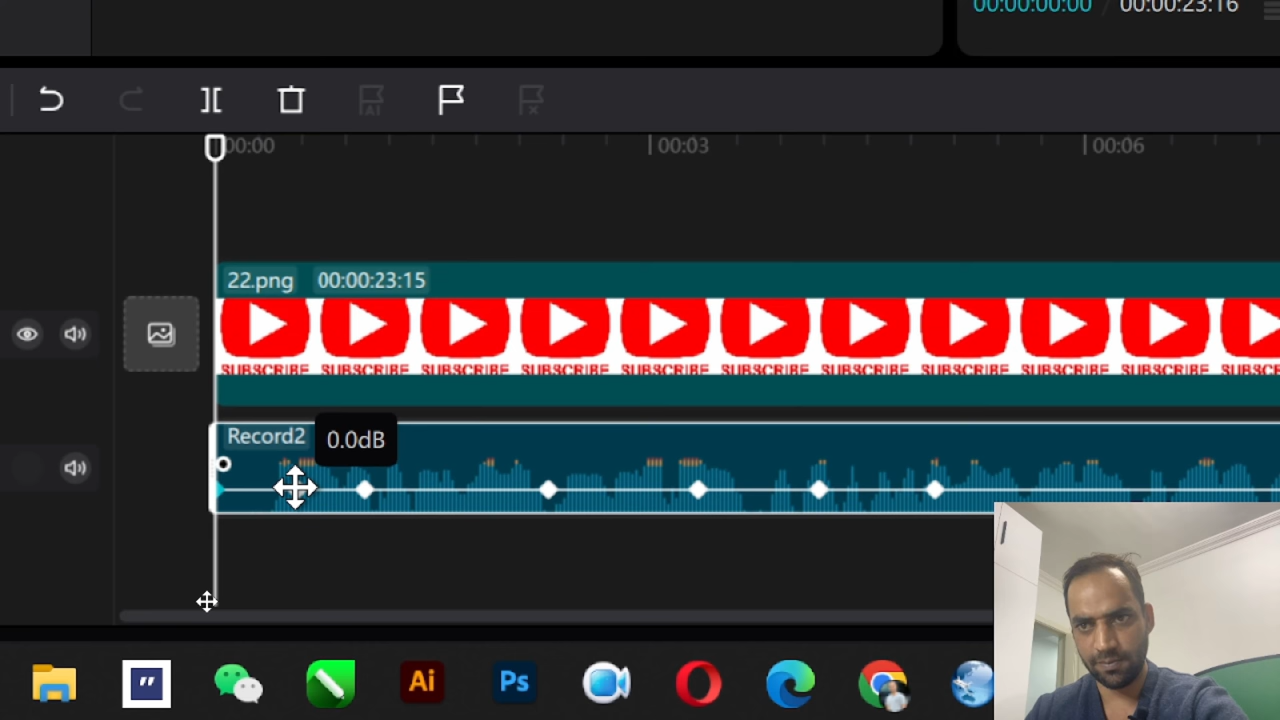 00:00:00:00 / 00:00:23:16
AI
00:00 00:03 00:06
22.png 00:00:23:15
SUBSCRIBE SUBSCRIBE SUBSCRIBE SUBSCRIBE SUBSCRIBE SUBSCRIBE SUBSCRIBE SUBSCRIBE SUBSCRIBE SUBSCRIBE
Record2 0.0dB
Ai Ps